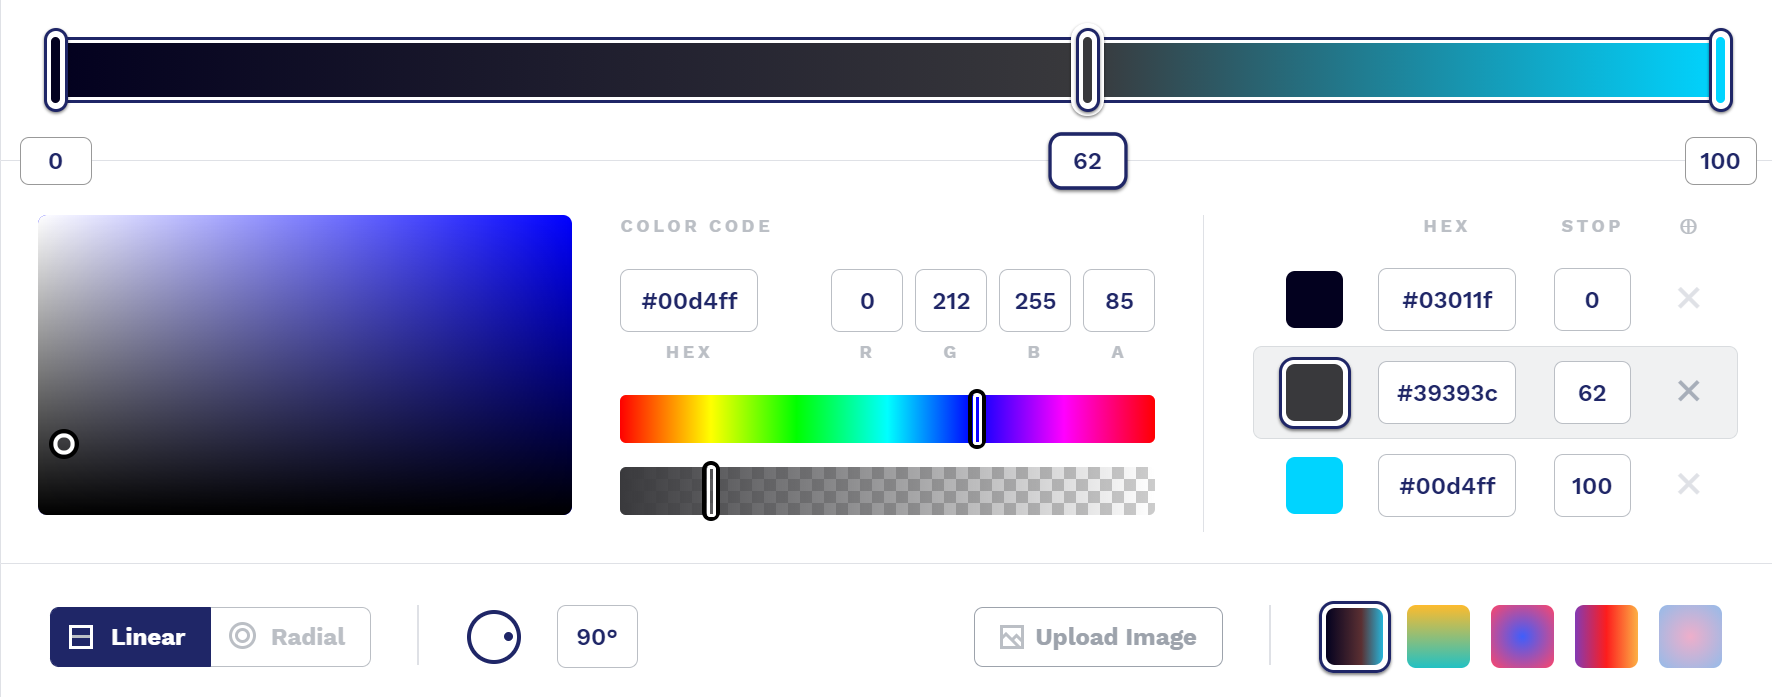 0
62
100
COLOR CODE
#00d4ff
0
212
255
85
HEX
R
G
B
A
HEX
STOP
#03011f
0
#39393c
62
#00d4ff
100
Linear
Radial
90°
Upload Image